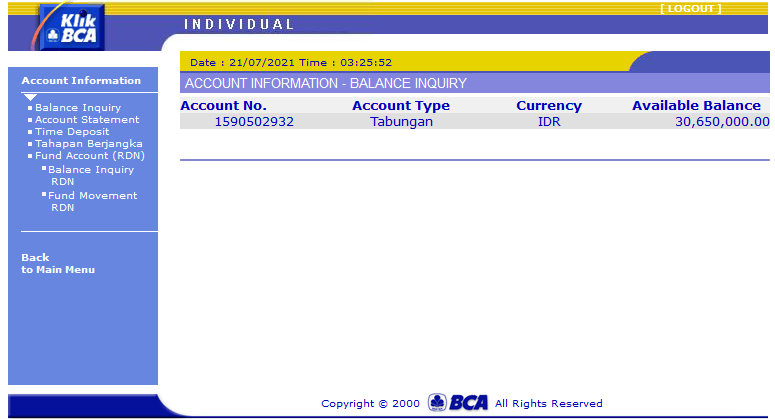 [ LOGOUT ]
Klik
BCA
INDIVIDUAL
Date : 21/07/2021 Time : 03:25:52
ACCOUNT INFORMATION - BALANCE INQUIRY
Account No. Account Type Currency Available Balance
1590502932 Tabungan IDR 30,650,000.00
Account Information
Balance Inquiry
Account Statement
Time Deposit
Tahapan Berjangka
Fund Account (RDN)
Balance Inquiry
RDN
Fund Movement
RDN
Back
to Main Menu
Copyright © 2000 BCA All Rights Reserved